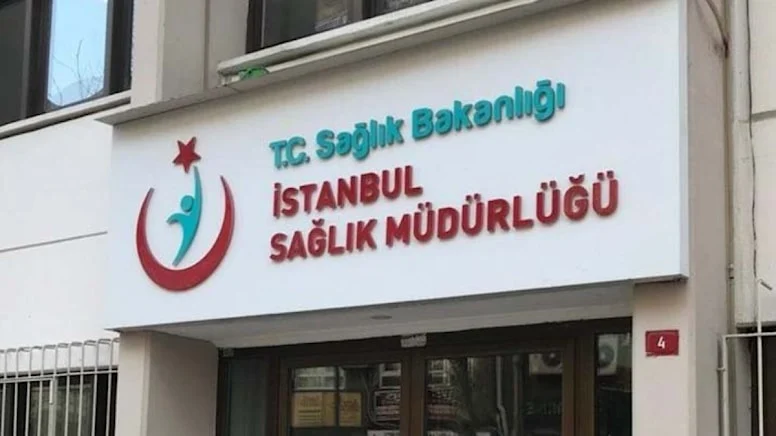 T.C. Sağlık Bakanlığı
İSTANBUL
SAĞLIK MÜDÜRLÜĞÜ
4